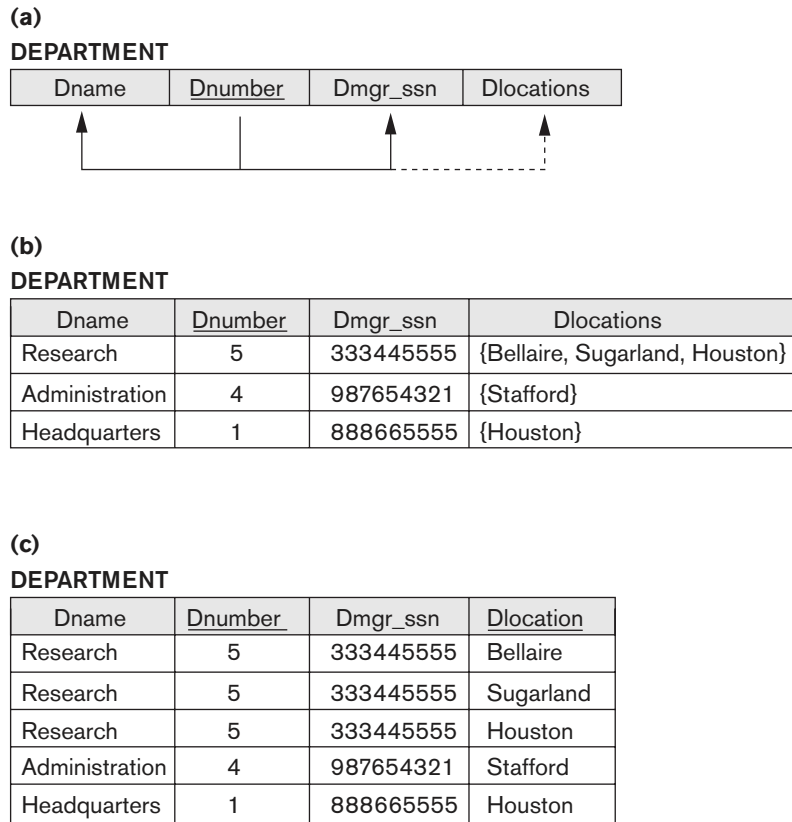 (a)
DEPARTMENT
Dname Dnumber Dmgr_ssn Dlocations
(b)
DEPARTMENT
Dname Dnumber Dmgr_ssn Dlocations
Research 5 333445555 {Bellaire, Sugarland, Houston}
Administration 4 987654321 {Stafford}
Headquarters 1 888665555 {Houston}
(c)
DEPARTMENT
Dname Dnumber Dmgr_ssn Dlocation
Research 5 333445555 Bellaire
Research 5 333445555 Sugarland
Research 5 333445555 Houston
Administration 4 987654321 Stafford
Headquarters 1 888665555 Houston